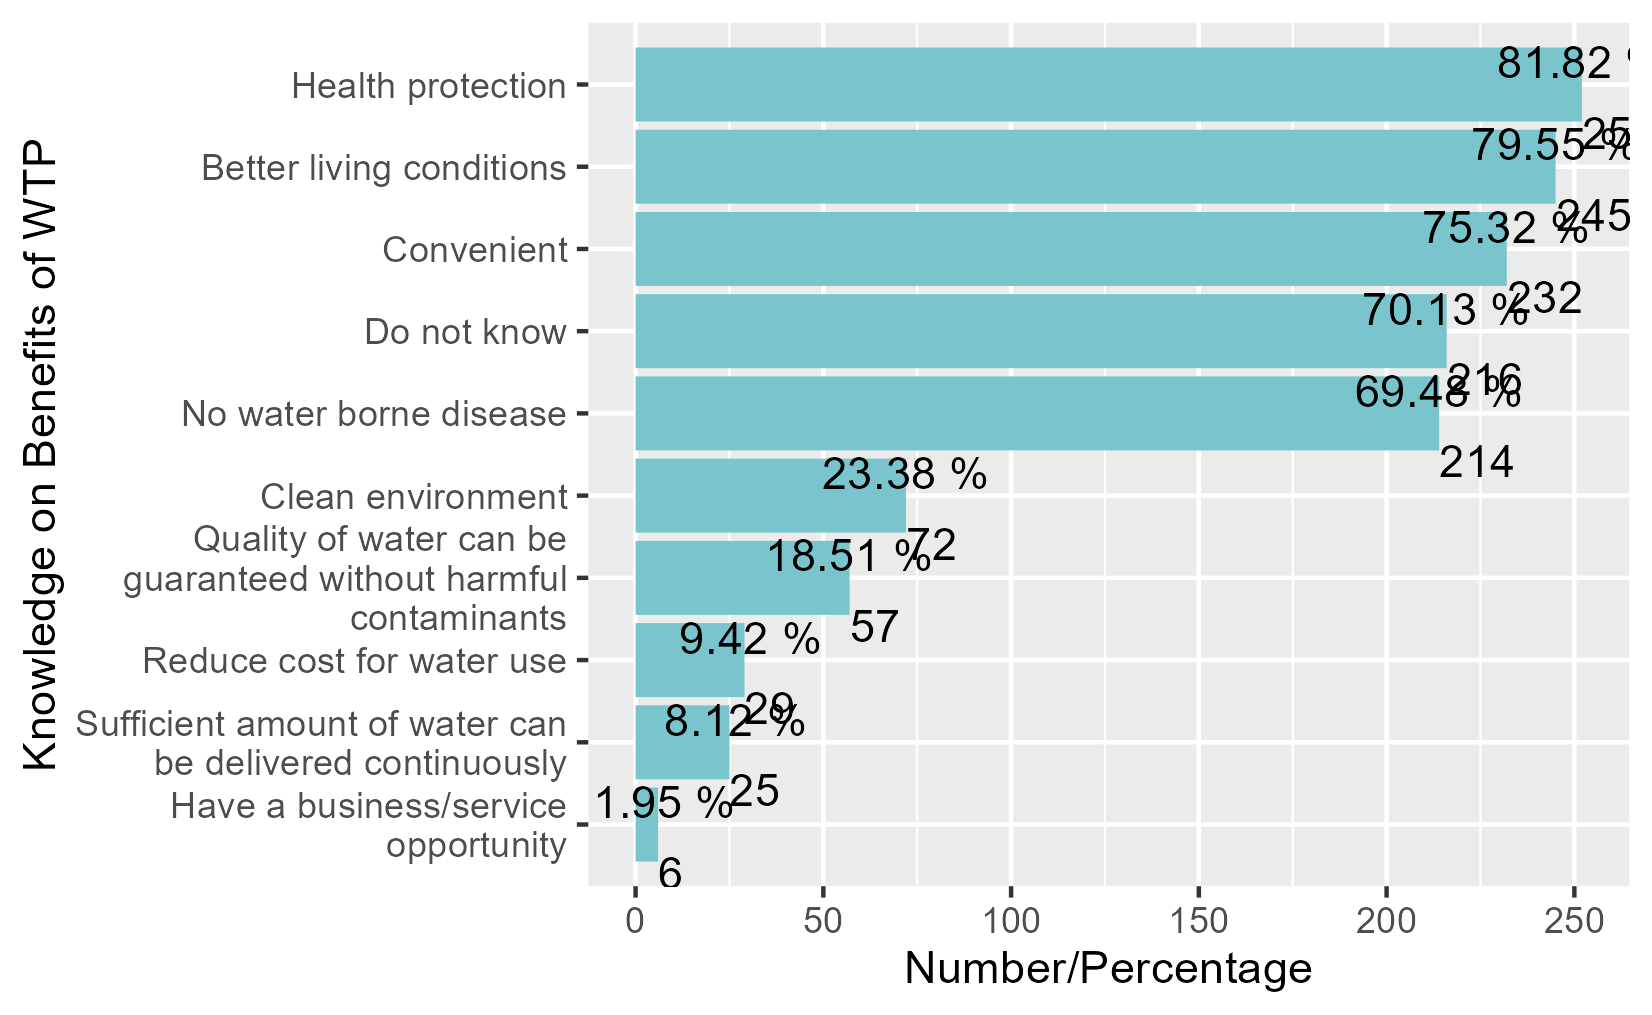 Knowledge on Benefits of WTP
Health protection
81.82
25
Better living conditions
79.55 %
245
Convenient
75.32 %
232
Do not know
70.13 %
216
No water borne disease
69.48 %
214
Clean environment
23.38 %
72
Quality of water can be
guaranteed without harmful
contaminants
18.51 %
57
Reduce cost for water use
9.42 %
29
Sufficient amount of water can
be delivered continuously
8.12 %
25
Have a business/service
opportunity
1.95 %
6
0 50 100 150 200 250
Number/Percentage